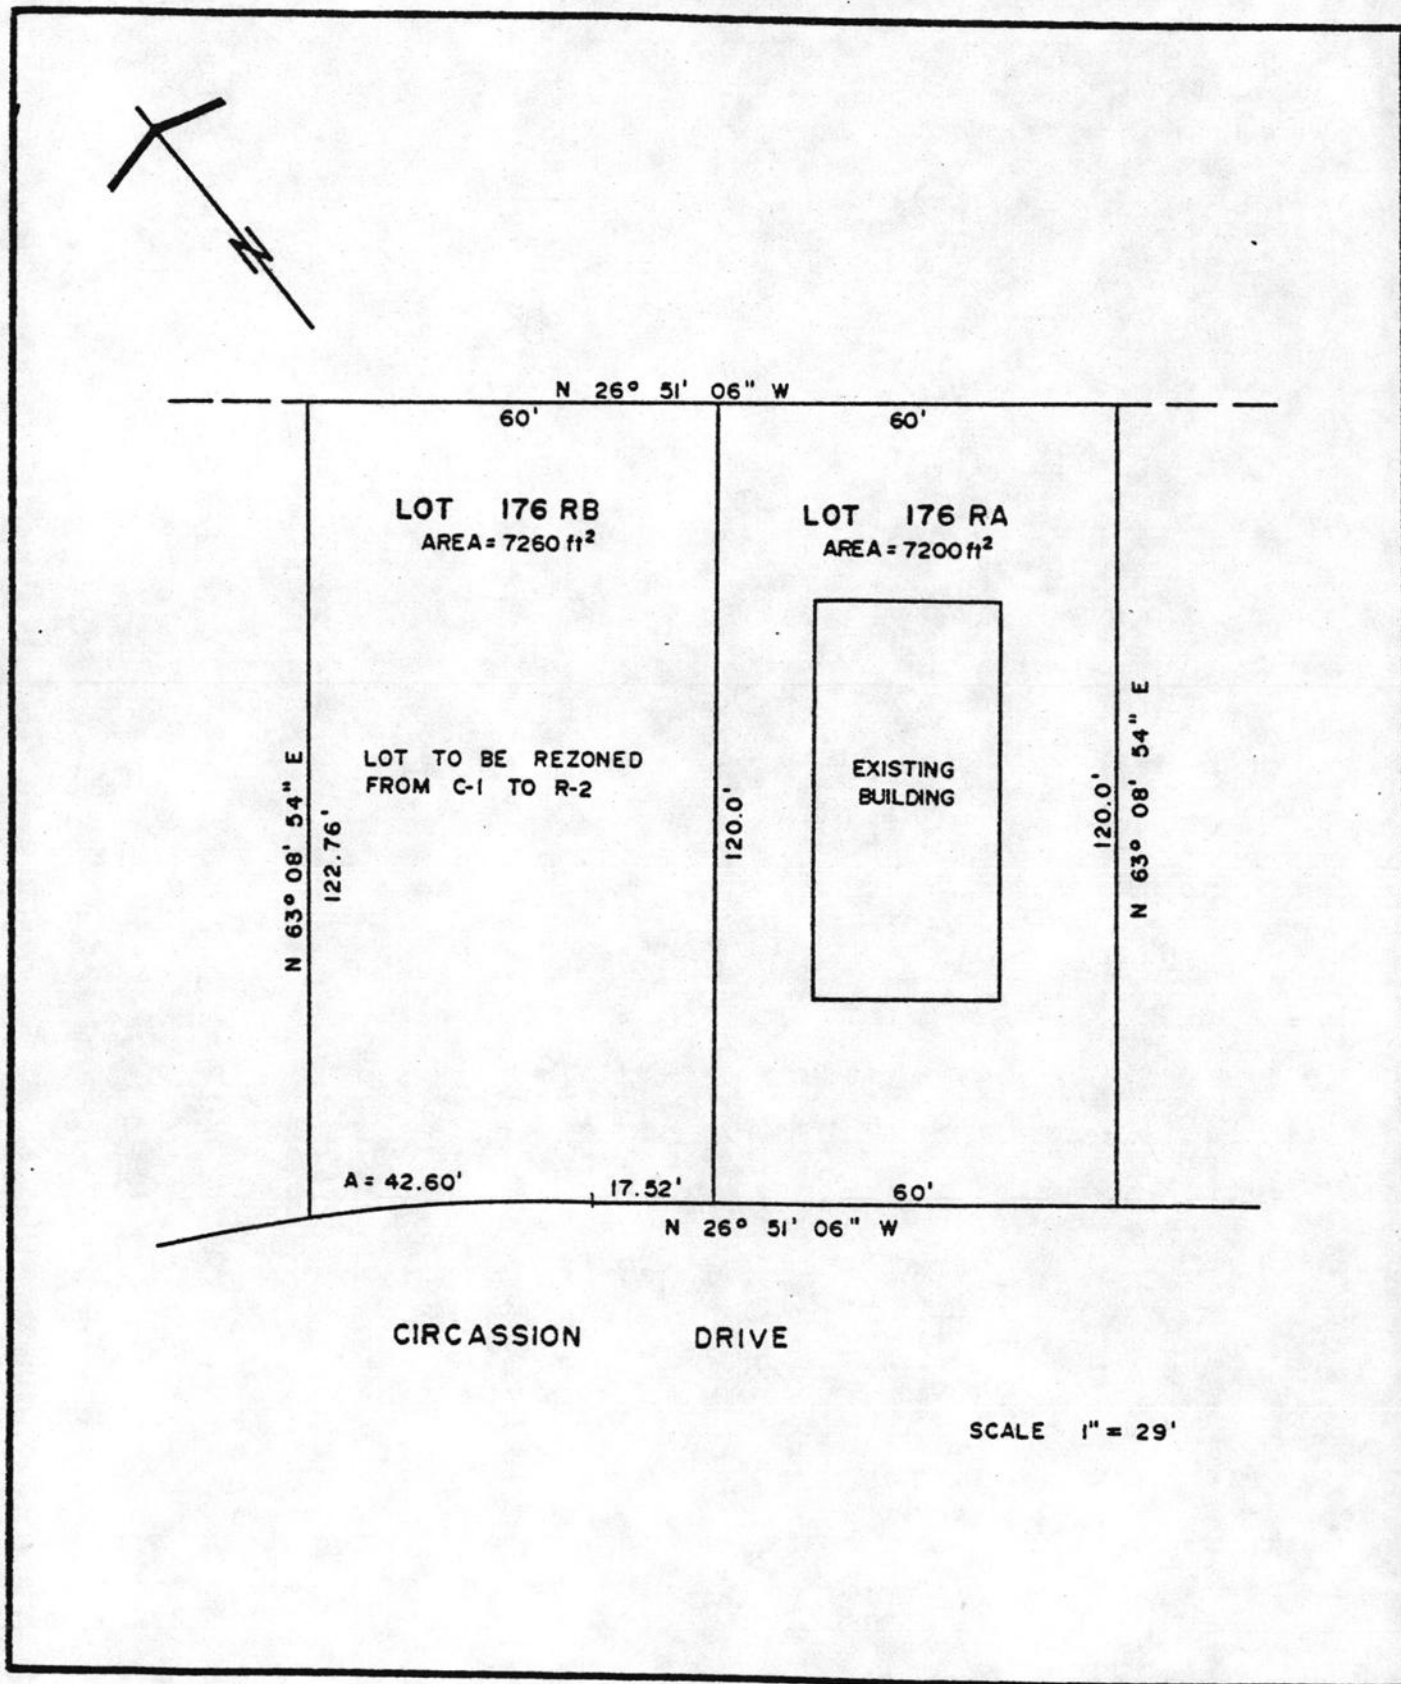 N
N 26° 51' 06" W
60'
60'
LOT 176 RB
AREA = 7260 ft²
LOT 176 RA
AREA = 7200 ft²
LOT TO BE REZONED
FROM C-1 TO R-2
EXISTING
BUILDING
N 63° 08' 54" E
122.76'
120.0'
120.0'
N 63° 08' 54" E
A = 42.60'
17.52'
60'
N 26° 51' 06" W
CIRCASSION DRIVE
SCALE 1" = 29'